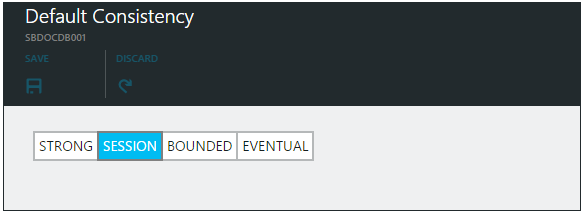 Default Consistency
SBDOCDB001
SAVE DISCARD
STRONG SESSION BOUNDED EVENTUAL